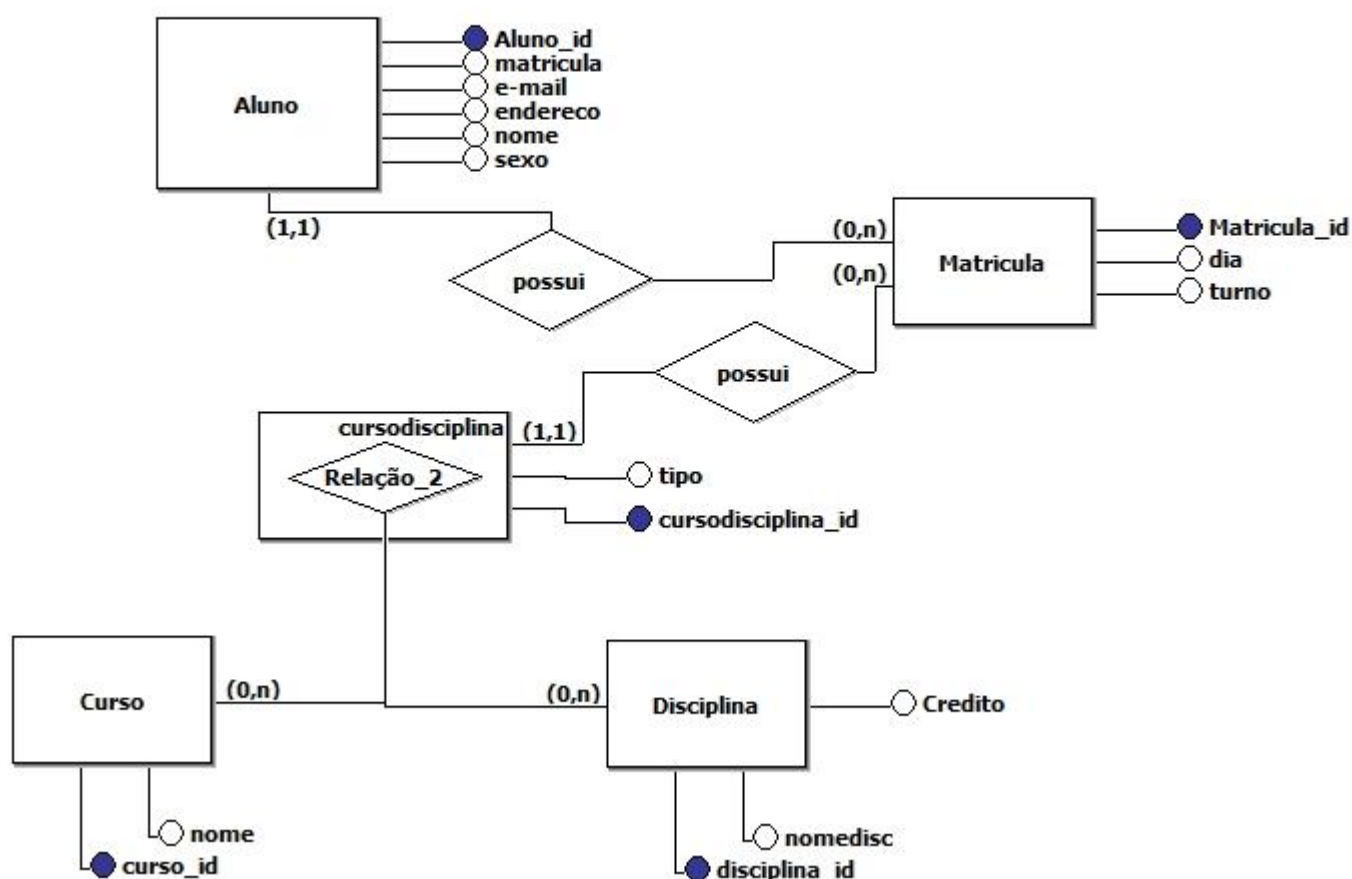 Aluno
Aluno_id
matricula
e-mail
endereco
nome
sexo
(1,1)
possui
(0,n)
(0,n)
Matricula
Matricula_id
dia
turno
possui
cursodisciplina
(1,1)
Relação_2
tipo
cursodisciplina_id
Curso
(0,n)
(0,n)
Disciplina
Credito
nome
curso_id
nomedisc
disciplina_id